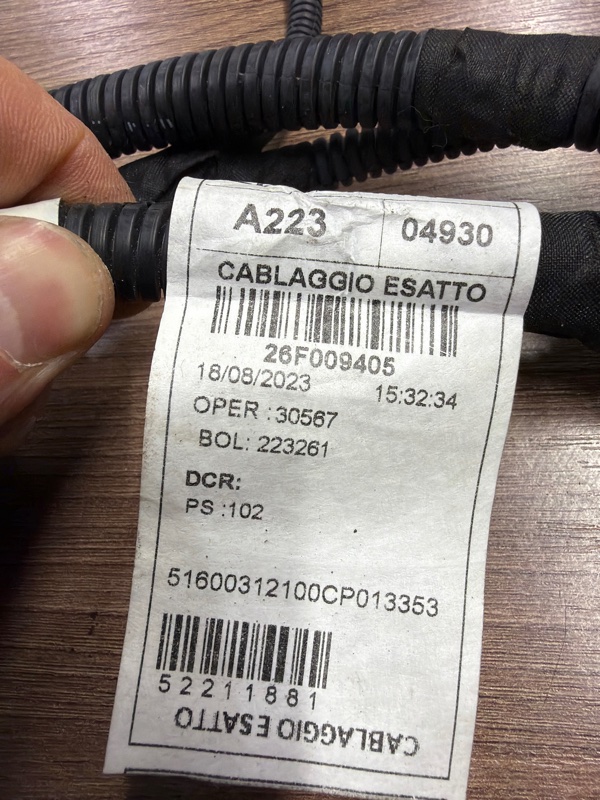 A223 04930
CABLAGGIO ESATTO
26F009405
18/08/2023 15:32:34
OPER :30567
BOL: 223261
DCR:
PS :102
51600312100CP013353
52211881
CABLAGGIO ESATTO